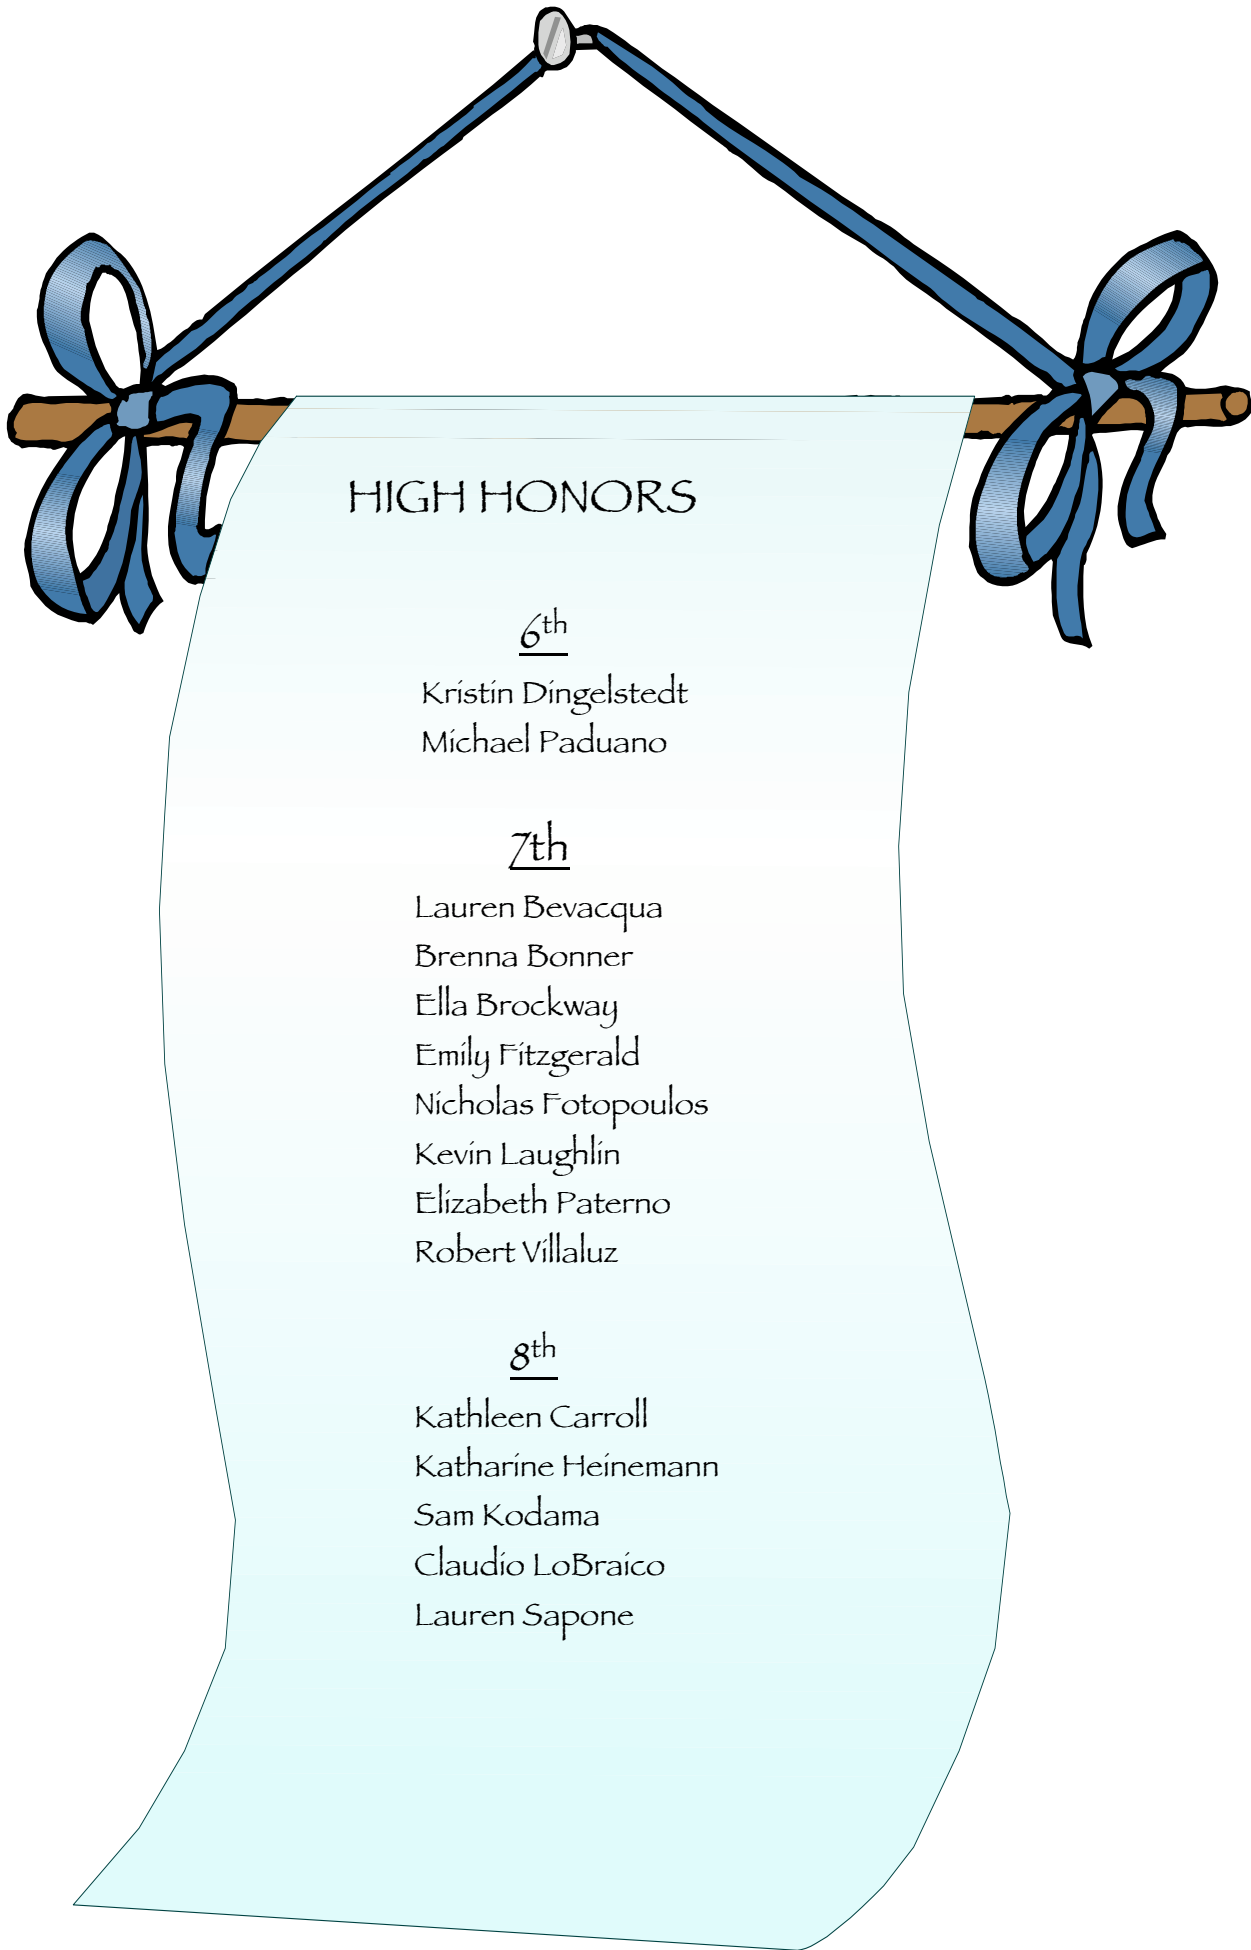 HIGH HONORS
6th
Kristin Dingelstedt
Michael Paduano
7th
Lauren Bevacqua
Brenna Bonner
Ella Brockway
Emily Fitzgerald
Nicholas Fotopoulos
Kevin Laughlin
Elizabeth Paterno
Robert Villaluz
8th
Kathleen Carroll
Katharine Heinemann
Sam Kodama
Claudio LoBraico
Lauren Sapone